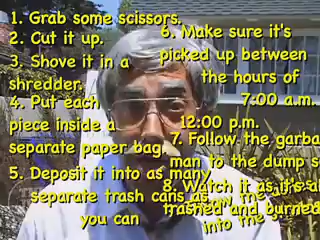 1. Grab some scissors.
2. Cut it up.
3. Shove it in a
shredder.
4. Put each
piece inside a
separate paper bag.
5. Deposit it into as many
separate trash cans as
you can
6. Make sure it's
picked up between
the hours of
7:00 a.m.
12:00 p.m.
7. Follow the garba
man to the dump s
8. Watch it as it's
trashed and burned
into the